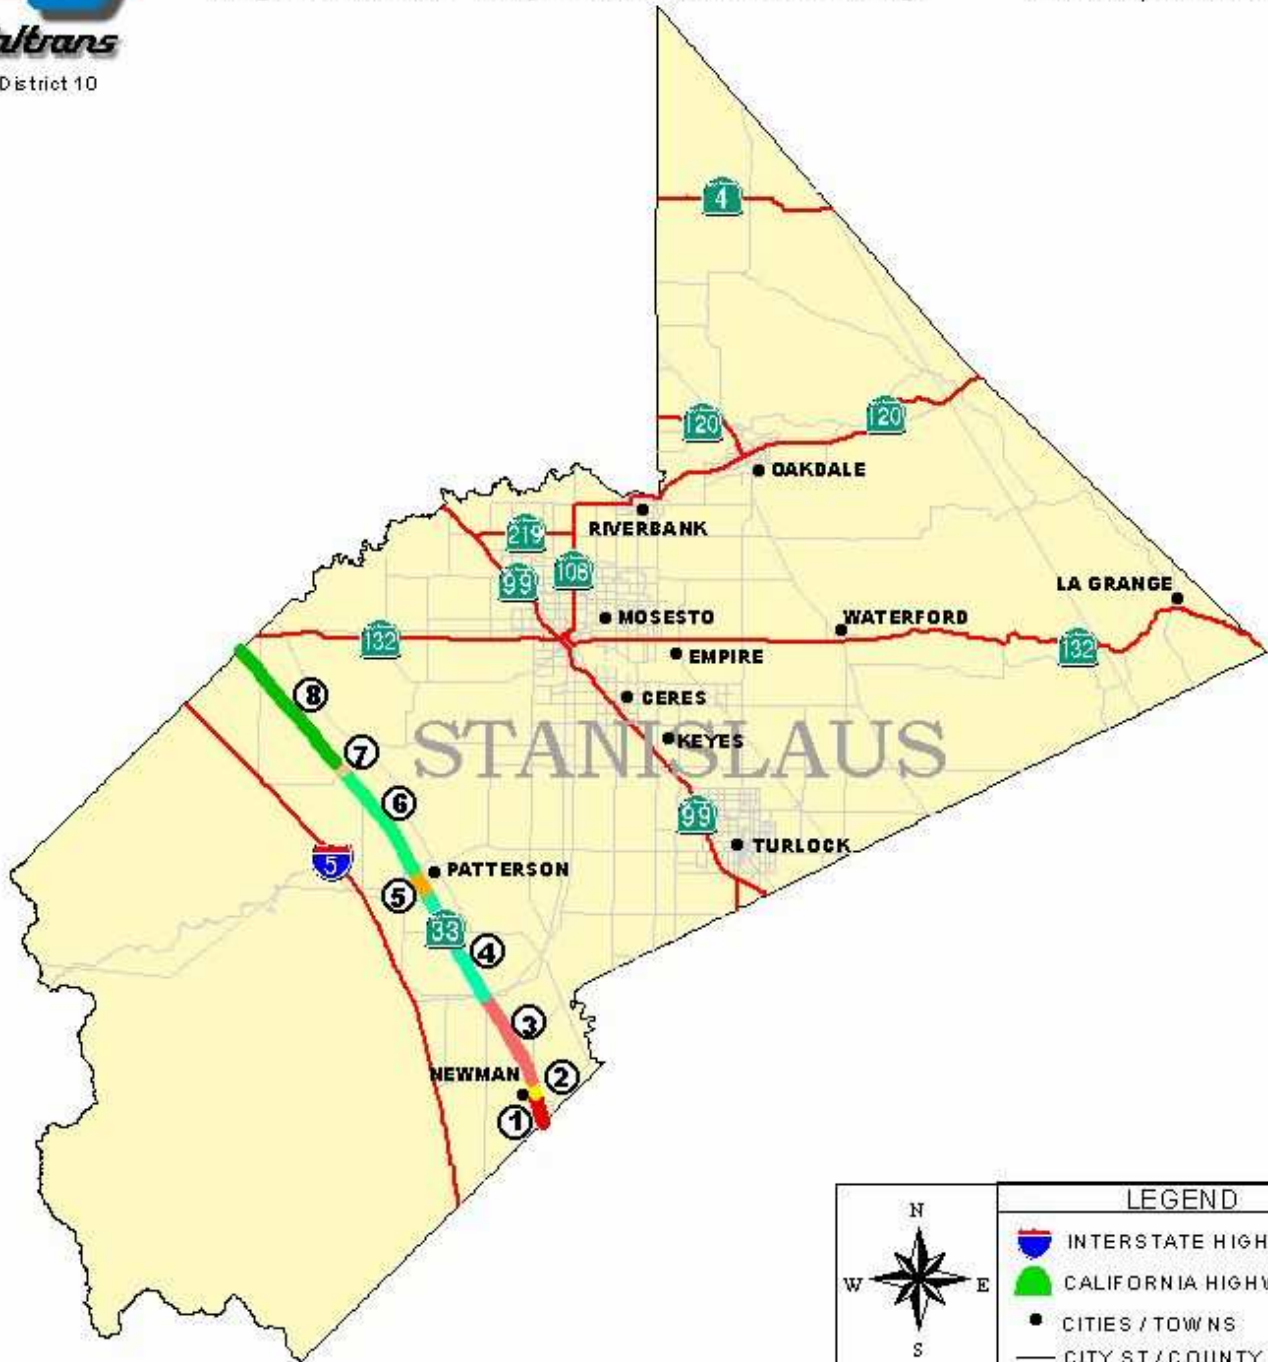 altrans
District 10
4
120
120
OAKDALE
RIVERBANK
219
108
99
LA GRANGE
MOSESTO
WATERFORD
132
132
EMPIRE
8
CERES
STANISLAUS
KEYES
7
6
99
TURLOCK
5
PATTERSON
5
33
4
3
NEWMAN
2
1
LEGEND
N
W E
S
INTERSTATE HIGH
CALIFORNIA HIGHW
CITIES / TOWNS
CITY ST / COUNTY